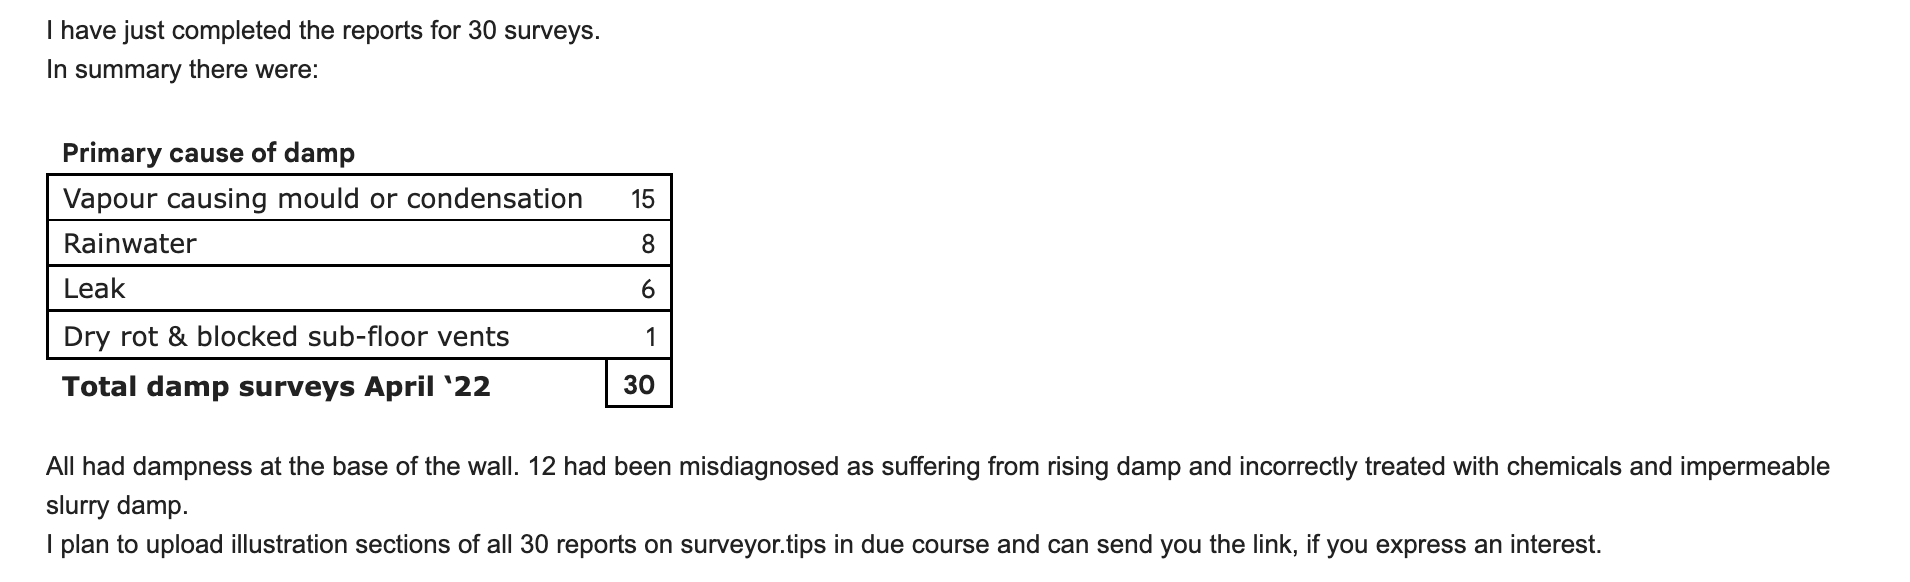 I have just completed the reports for 30 surveys.
In summary there were:
Primary cause of damp
Vapour causing mould or condensation 15
Rainwater 8
Leak 6
Dry rot & blocked sub-floor vents 1
Total damp surveys April ‘22 30
All had dampness at the base of the wall. 12 had been misdiagnosed as suffering from rising damp and incorrectly treated with chemicals and impermeable
slurry damp.
I plan to upload illustration sections of all 30 reports on surveyor.tips in due course and can send you the link, if you express an interest.